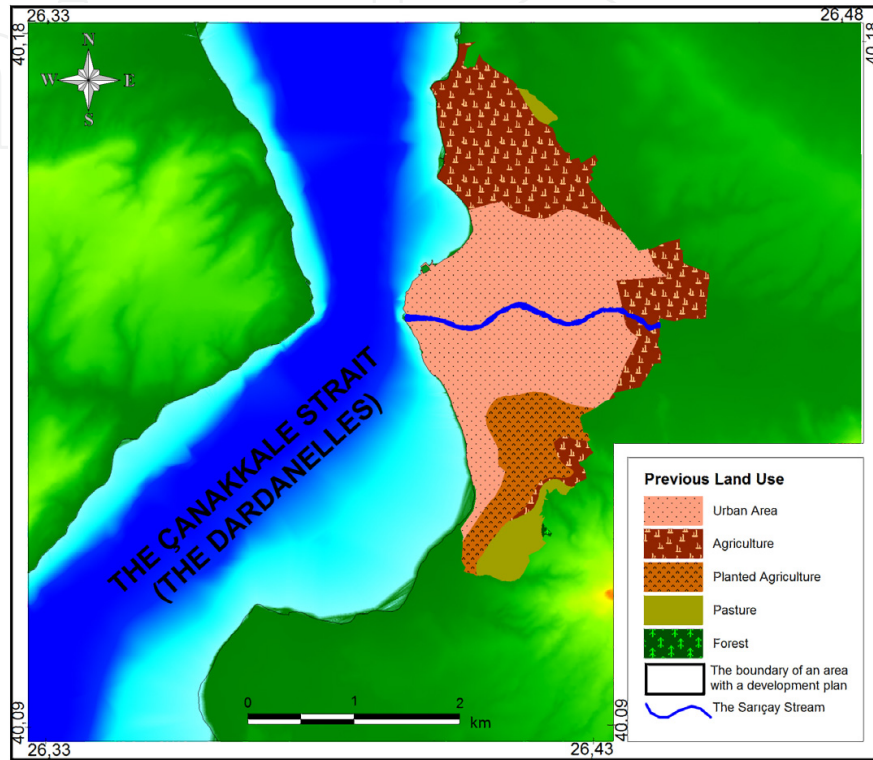 26,33
26,48
40,18
40,18
N
W
E
S
THE ÇANAKKALE STRAIT
(THE DARDANELLES)
Previous Land Use
Urban Area
Agriculture
Planted Agriculture
Pasture
Forest
The boundary of an area
with a development plan
The Sarıçay Stream
0
1
2
km
40,09
40,09
26,33
26,43